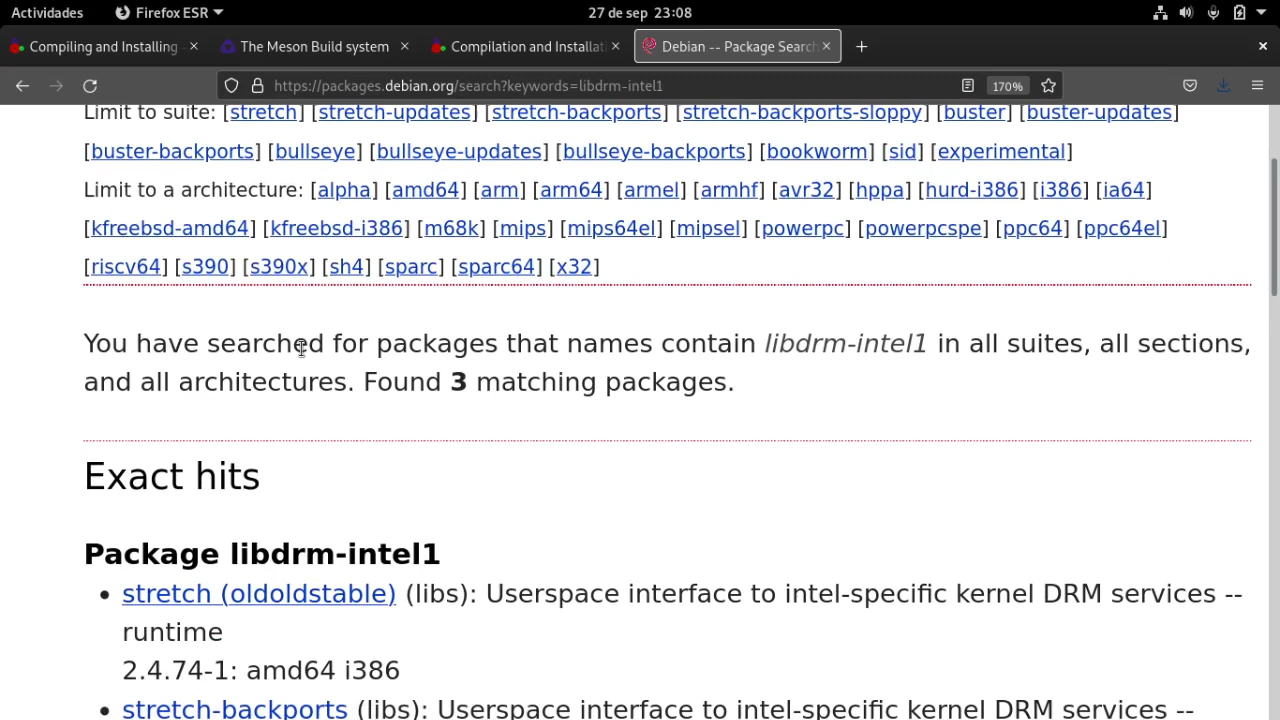 Actividades Firefox ESR 27 de sep 23:08
Compiling and Installing The Meson Build system Compilation and Installat Debian -- Package Search
https://packages.debian.org/search?keywords=libdrm-intel1 170%
Limit to suite: [stretch] [stretch-updates] [stretch-backports] [stretch-backports-sloppy] [buster] [buster-updates]
[buster-backports] [bullseye] [bullseye-updates] [bullseye-backports] [bookworm] [sid] [experimental]
Limit to a architecture: [alpha] [amd64] [arm] [arm64] [armel] [armhf] [avr32] [hppa] [hurd-i386] [i386] [ia64]
[kfreebsd-amd64] [kfreebsd-i386] [m68k] [mips] [mips64el] [mipsel] [powerpc] [powerpcspe] [ppc64] [ppc64el]
[riscv64] [s390] [s390x] [sh4] [sparc] [sparc64] [x32]
You have searched for packages that names contain libdrm-intel1 in all suites, all sections,
and all architectures. Found 3 matching packages.
Exact hits
Package libdrm-intel1
• stretch (oldoldstable) (libs): Userspace interface to intel-specific kernel DRM services --
runtime
2.4.74-1: amd64 i386
• stretch-backports (libs): Userspace interface to intel-specific kernel DRM services --